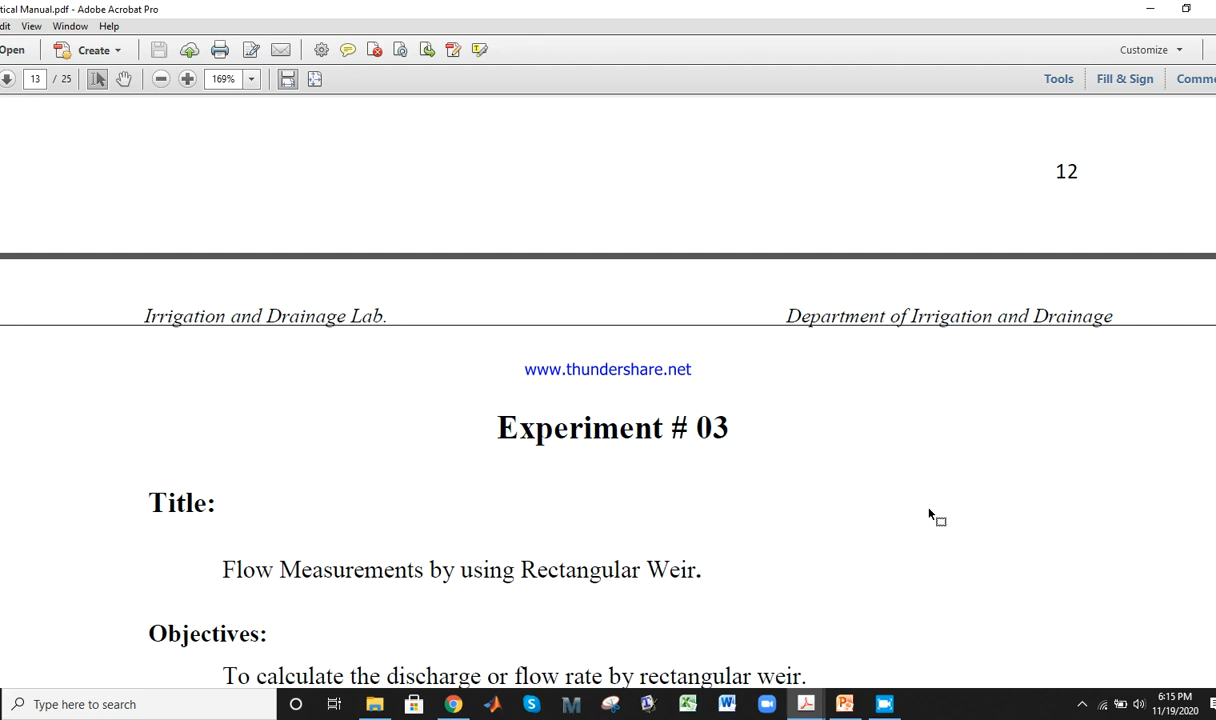 tical Manual.pdf - Adobe Acrobat Pro
dit View Window Help
Open Create Customize
13 / 25 169% Tools Fill & Sign Comme
12
Irrigation and Drainage Lab. Department of Irrigation and Drainage
www.thundershare.net
Experiment # 03
Title:
Flow Measurements by using Rectangular Weir.
Objectives:
To calculate the discharge or flow rate by rectangular weir.
Type here to search
6:15 PM
11/19/2020